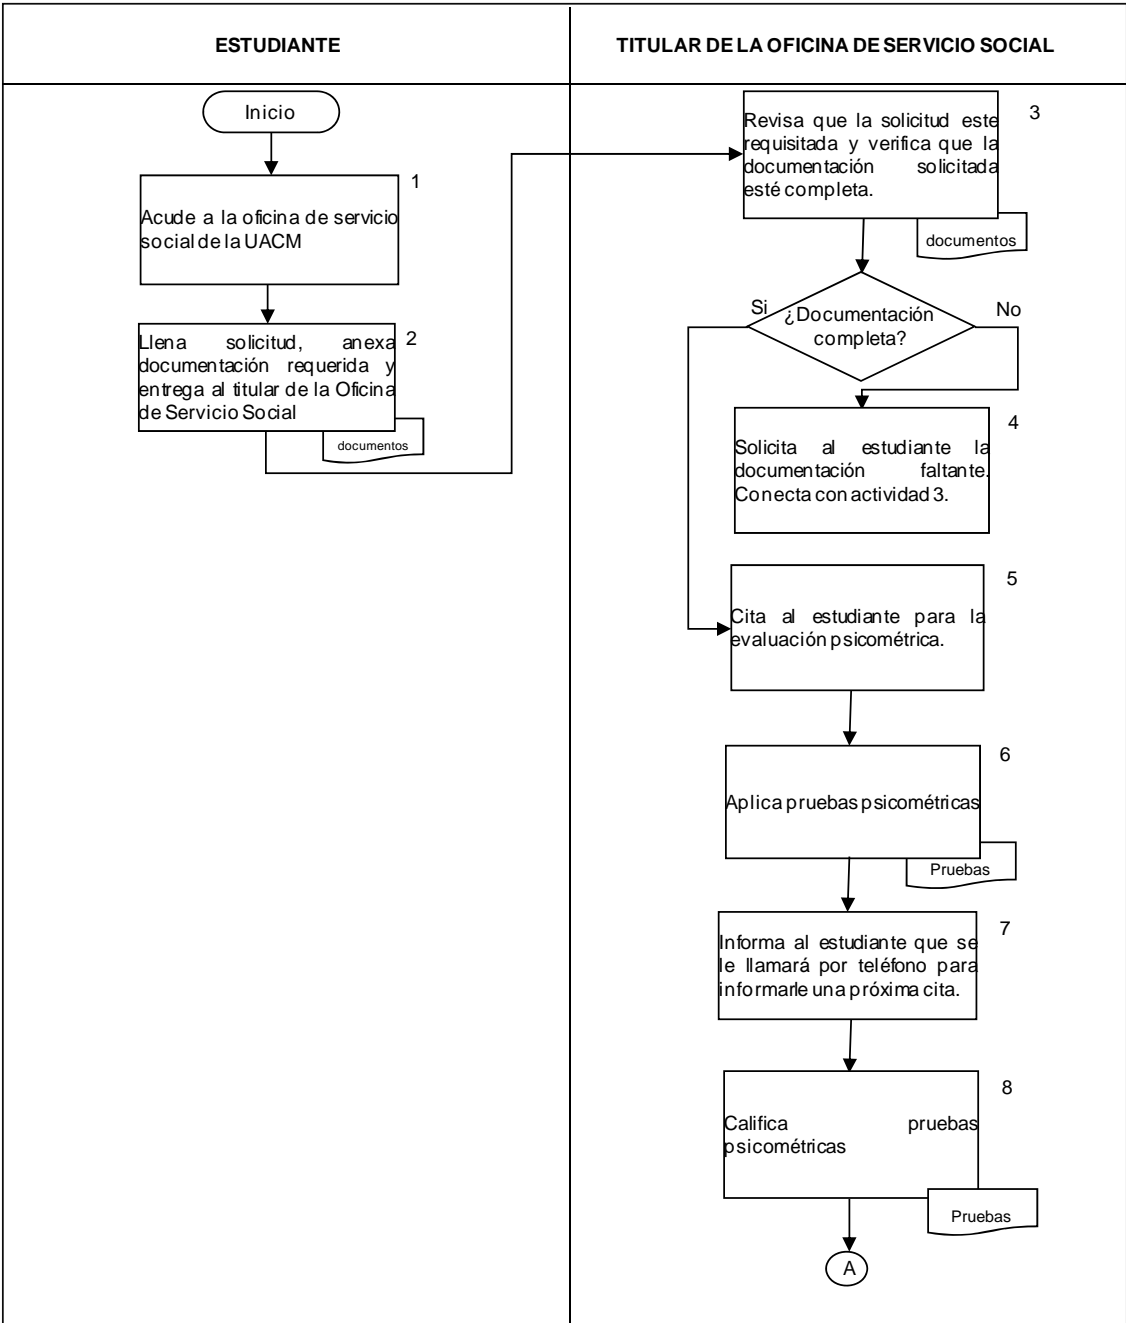 ESTUDIANTE
TITULAR DE LA OFICINA DE SERVICIO SOCIAL
Inicio
1
Acude a la oficina de servicio
social de la UACM
2
Llena solicitud, anexa
documentación requerida y
entrega al titular de la Oficina
de Servicio Social
documentos
3
Revisa que la solicitud este
requisitada y verifica que la
documentación solicitada
esté completa.
documentos
Si
¿Documentación
completa?
No
4
Solicita al estudiante la
documentación faltante.
Conecta con actividad 3.
5
Cita al estudiante para la
evaluación psicométrica.
6
Aplica pruebas psicométricas
Pruebas
7
Informa al estudiante que se
le llamará por teléfono para
informarle una próxima cita.
8
Califica pruebas
psicométricas
Pruebas
A